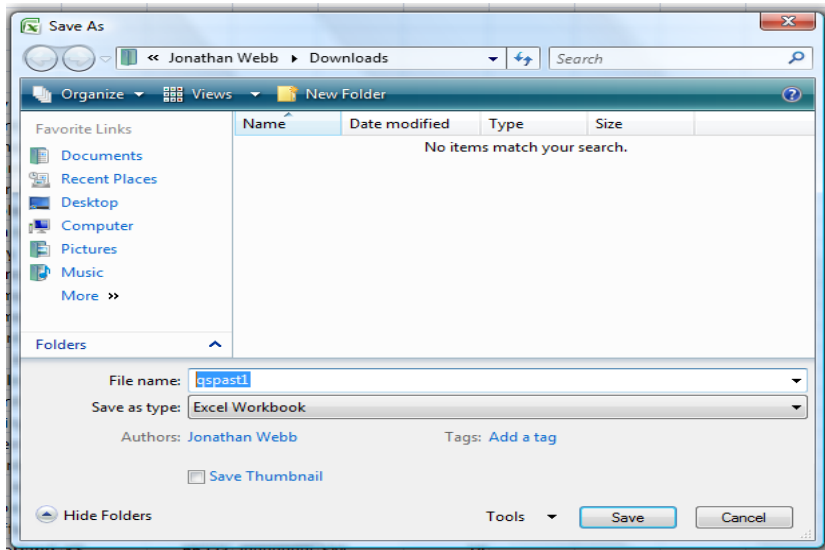 Save As
« Jonathan Webb ▸ Downloads
Search
Organize Views New Folder
Favorite Links
Name Date modified Type Size
No items match your search.
Documents
Recent Places
Desktop
Computer
Pictures
Music
More »
Folders
File name: qspast1
Save as type: Excel Workbook
Authors: Jonathan Webb Tags: Add a tag
Save Thumbnail
Hide Folders Tools Save Cancel